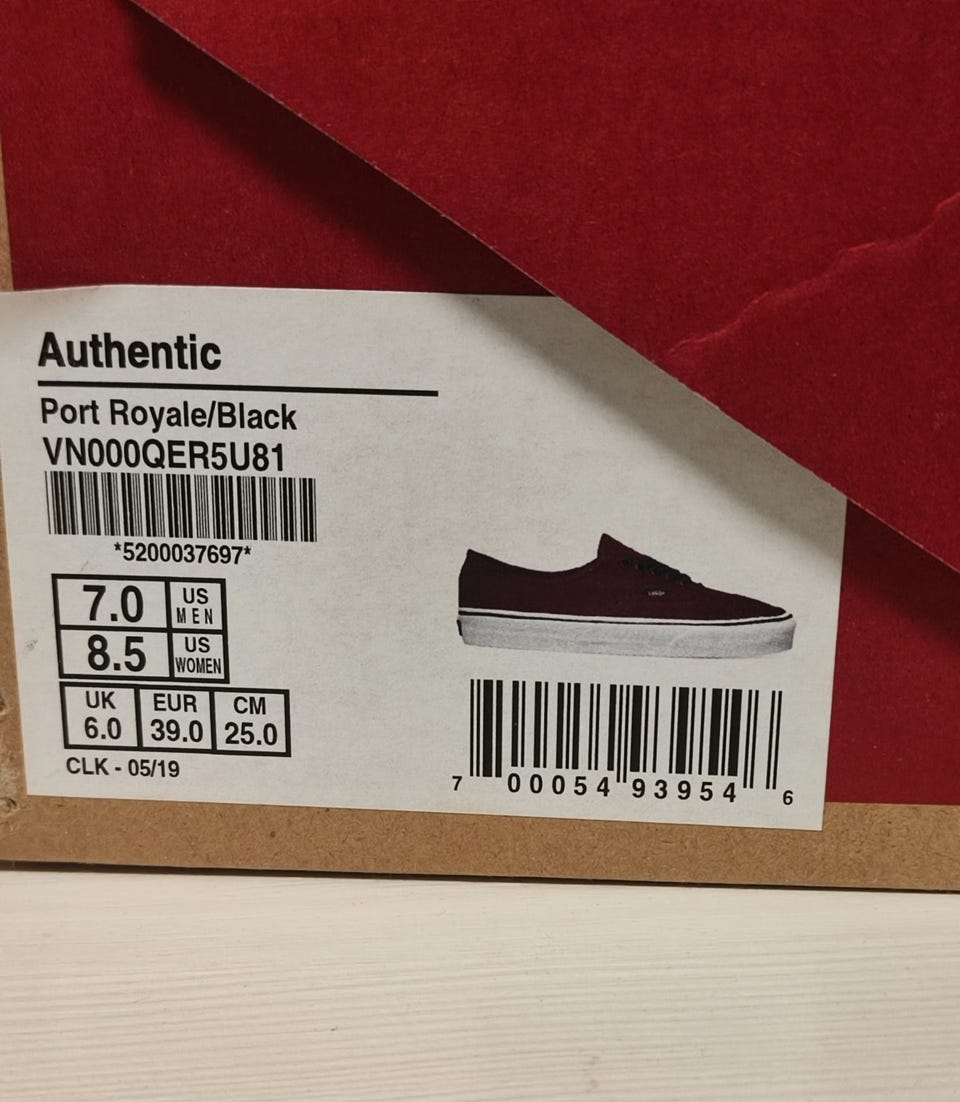 Authentic
Port Royale/Black
VN000QER5U81
*5200037697*
7.0 US MEN
8.5 US WOMEN
UK EUR CM
6.0 39.0 25.0
CLK - 05/19
7 00054 93954 6